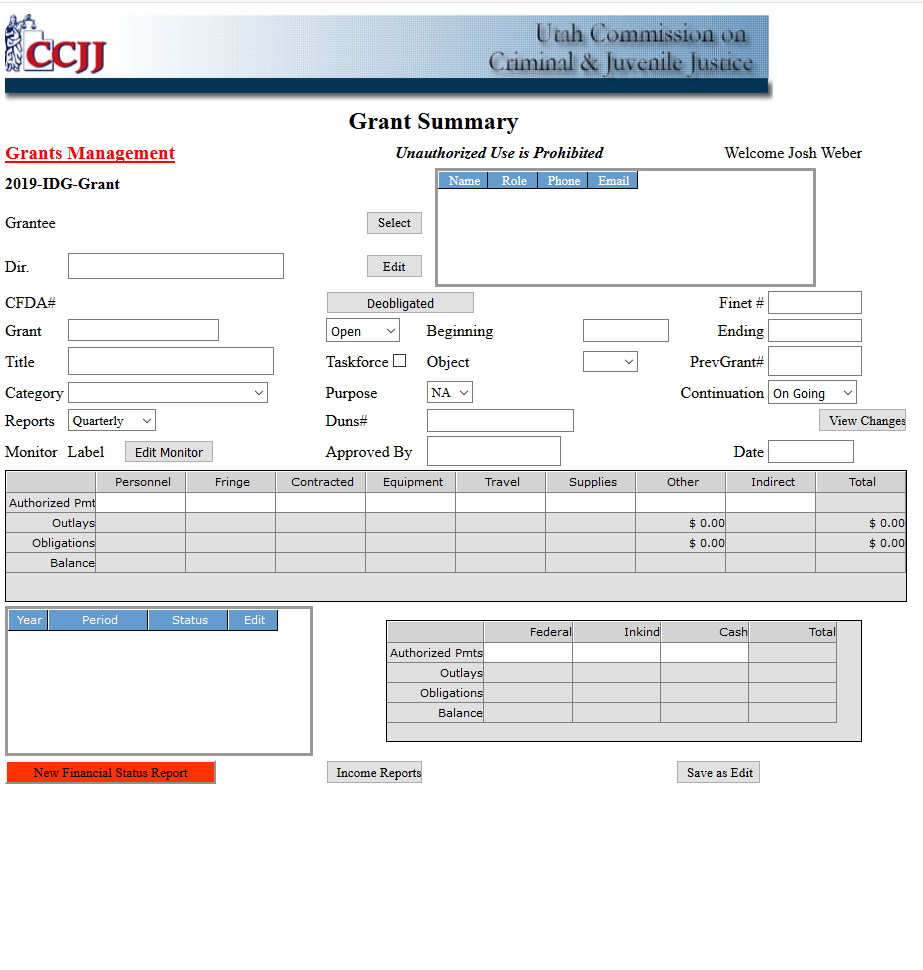 CCJJ
Utah Commission on
Criminal & Juvenile Justice
Grant Summary
Grants Management Unauthorized Use is Prohibited Welcome Josh Weber
2019-IDG-Grant
Name Role Phone Email
Grantee Select
Dir. Edit
CFDA# Deobligated Finet #
Grant Open Beginning Ending
Title Taskforce Object PrevGrant#
Category Purpose NA Continuation On Going
Reports Quarterly Duns# View Changes
Monitor Label Edit Monitor Approved By Date
Personnel Fringe Contracted Equipment Travel Supplies Other Indirect Total
Authorized Pmt
Outlays $ 0.00 $ 0.00
Obligations $ 0.00 $ 0.00
Balance
Year Period Status Edit
Federal Inkind Cash Total
Authorized Pmts
Outlays
Obligations
Balance
New Financial Status Report Income Reports Save as Edit